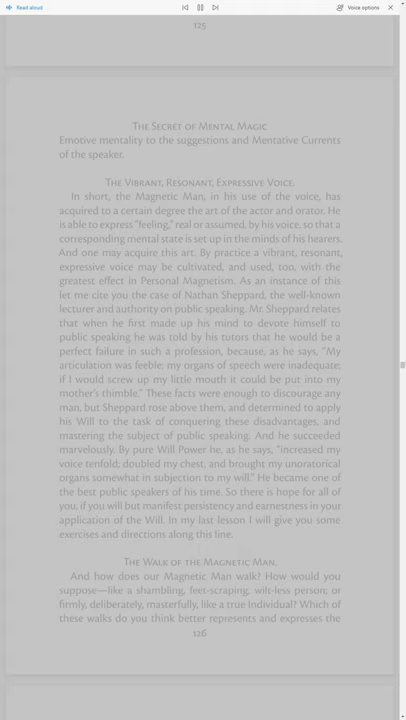 Read aloud
Voice options
125
The Secret of Mental Magic
Emotive mentality to the suggestions and Mentative Currents
of the speaker.
The Vibrant, Resonant, Expressive Voice.
In short, the Magnetic Man, in his use of the voice, has
acquired to a certain degree the art of the actor and orator. He
is able to express "feeling," real or assumed, by his voice, so that a
corresponding mental state is set up in the minds of his hearers.
And one may acquire this art. By practice a vibrant, resonant,
expressive voice may be cultivated, and used, too, with the
greatest effect in Personal Magnetism. As an instance of this
let me cite you the case of Nathan Sheppard, the well-known
lecturer and authority on public speaking. Mr. Sheppard relates
that when he first made up his mind to devote himself to
public speaking he was told by his tutors that he would be a
perfect failure in such a profession, because, as he says, "My
articulation was feeble; my organs of speech were inadequate;
if I would screw up my little mouth it could be put into my
mother's thimble." These facts were enough to discourage any
man, but Sheppard rose above them, and determined to apply
his Will to the task of conquering these disadvantages, and
mastering the subject of public speaking. And he succeeded
marvelously. By pure Will Power he, as he says, "increased my
voice tenfold; doubled my chest, and brought my unoratorical
organs somewhat in subjection to my will." He became one of
the best public speakers of his time. So there is hope for all of
you, if you will but manifest persistency and earnestness in your
application of the Will. In my last lesson I will give you some
exercises and directions along this line.
The Walk of the Magnetic Man.
And how does our Magnetic Man walk? How would you
suppose—like a shambling, feet-scraping, wilt-less person; or
firmly, deliberately, masterfully, like a true Individual? Which of
these walks do you think better represents and expresses the
126